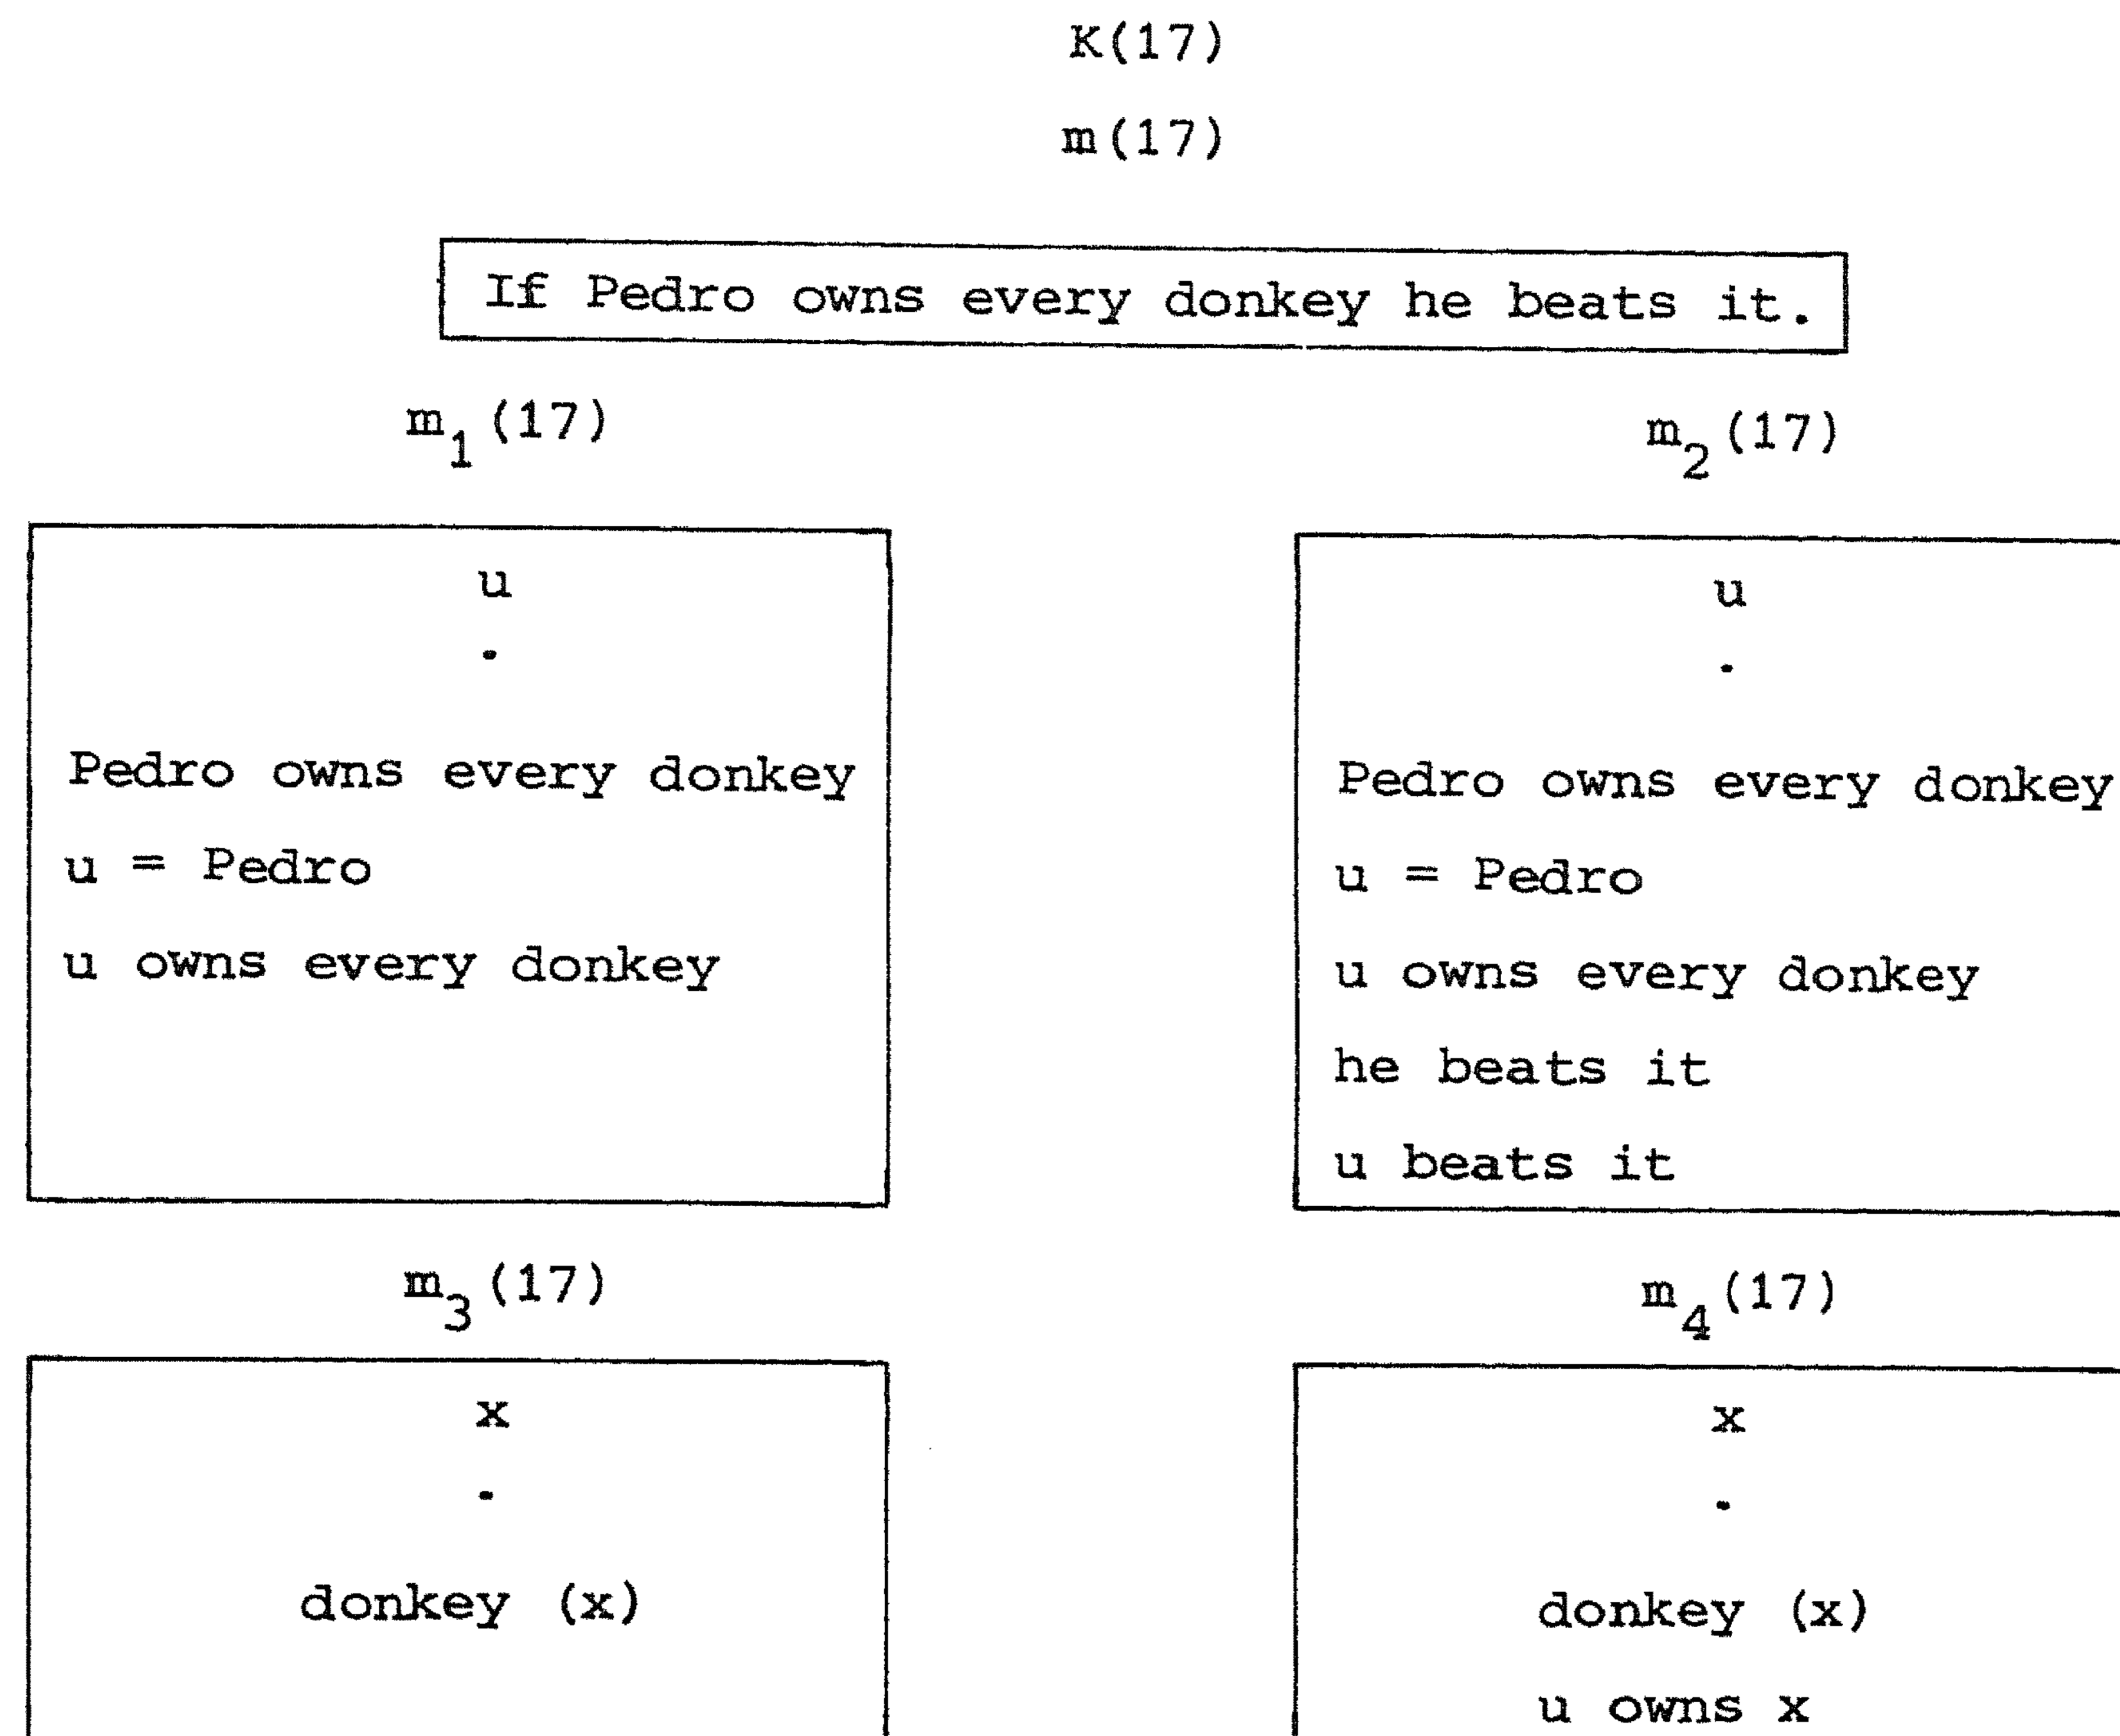 K(17)
m(17)
If Pedro owns every donkey he beats it.
m1(17)
m2(17)
u
.
Pedro owns every donkey
u = Pedro
u owns every donkey
u
.
Pedro owns every donkey
u = Pedro
u owns every donkey
he beats it
u beats it
m3(17)
m4(17)
x
.
donkey (x)
x
.
donkey (x)
u owns x